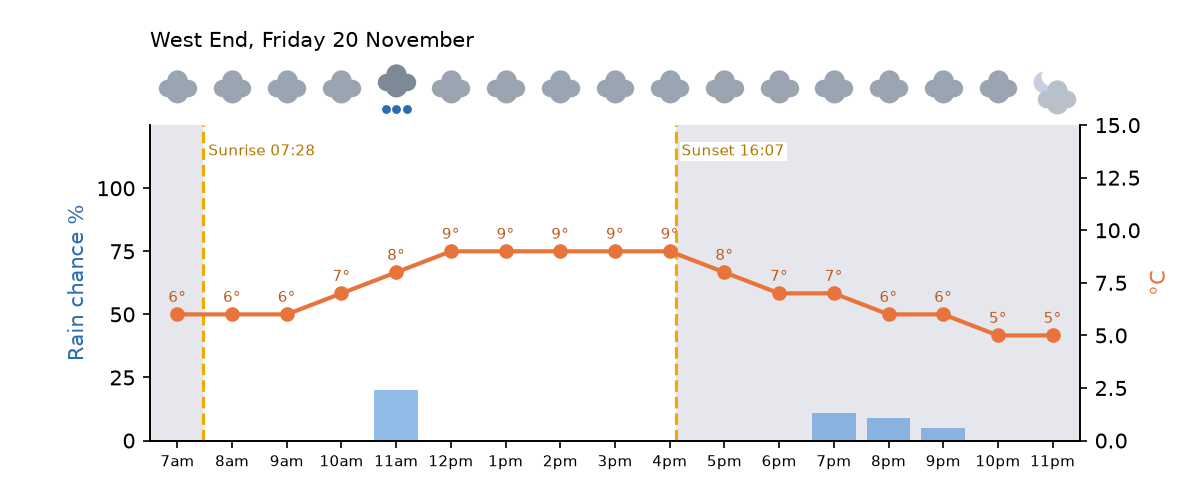 West End, Friday 20 November
Sunrise 07:28
Sunset 16:07
Rain chance %
100
75
50
25
0
15.0
12.5
10.0
7.5
5.0
2.5
0.0
°C
6° 6° 6° 7° 8° 9° 9° 9° 9° 9° 8° 7° 7° 6° 6° 5° 5°
7am 8am 9am 10am 11am 12pm 1pm 2pm 3pm 4pm 5pm 6pm 7pm 8pm 9pm 10pm 11pm